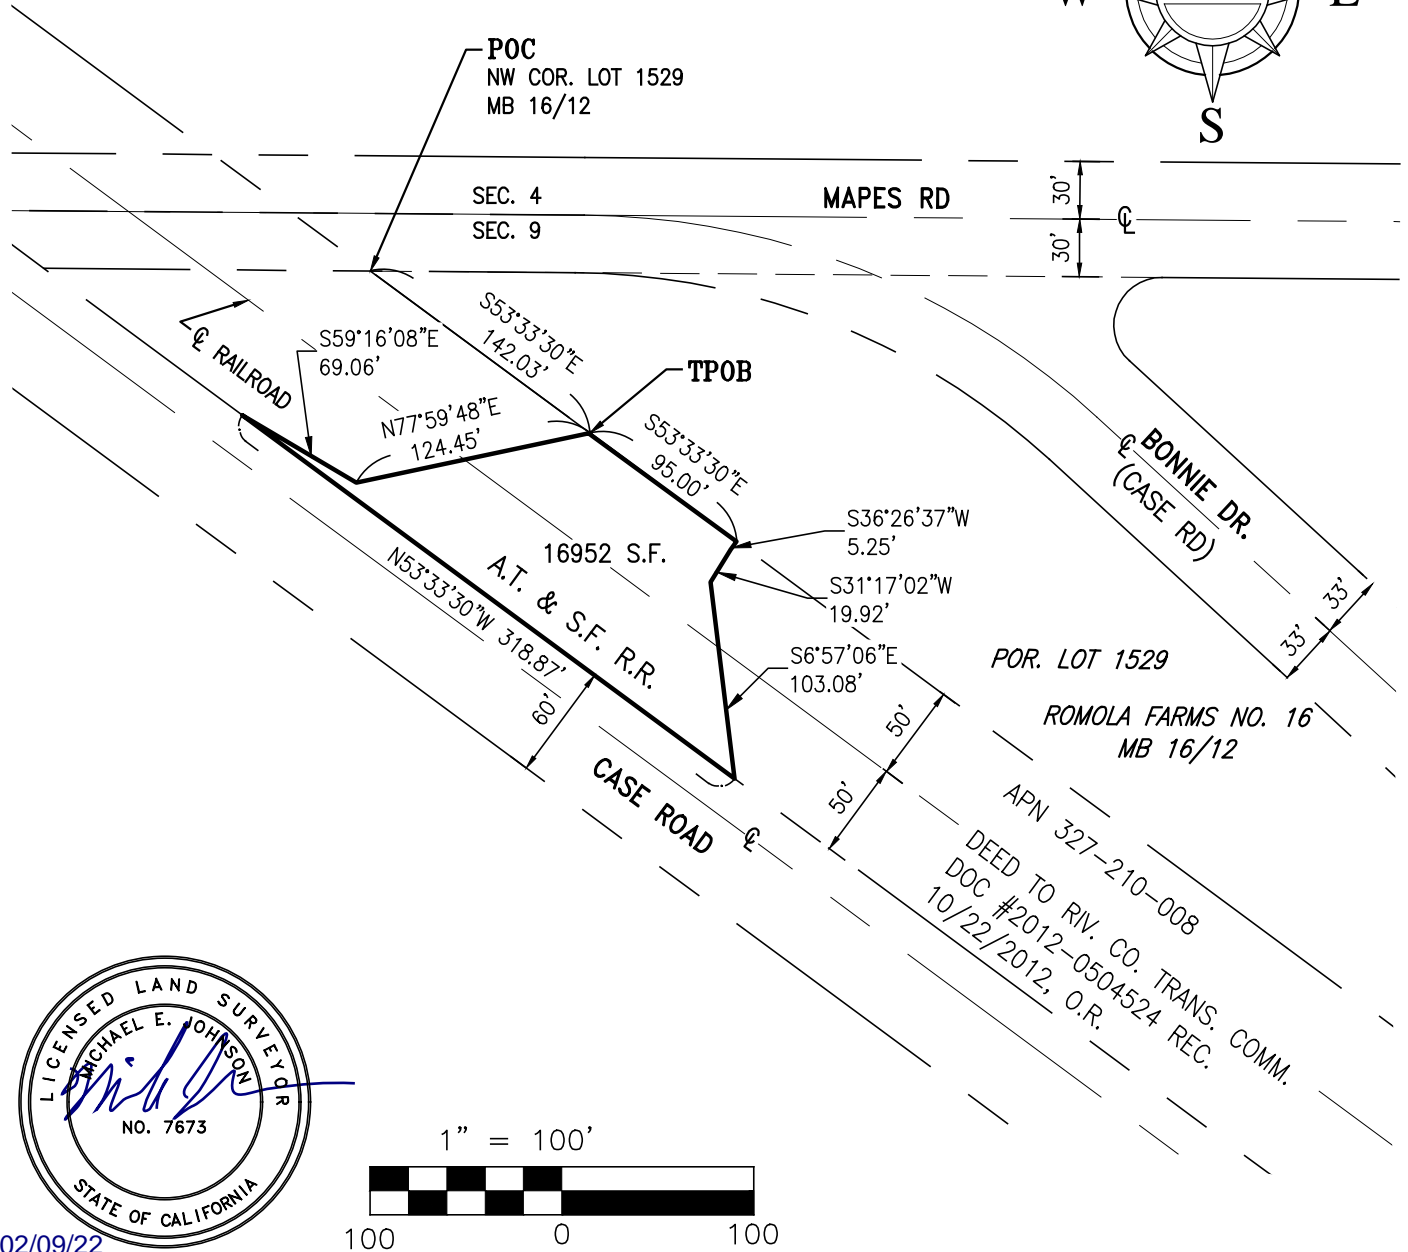 E
S
POC
NW COR. LOT 1529
MB 16/12
SEC. 4
SEC. 9
MAPES RD
30'
30'
℄
S53°33'30"E
142.03'
℄ RAILROAD
S59°16'08"E
69.06'
TPOB
N77°59'48"E
124.45'
S53°33'30"E
95.00'
℄ BONNIE DR.
(CASE RD)
33'
33'
S36°26'37"W
5.25'
S31°17'02"W
19.92'
16952 S.F.
A.T. & S.F. R.R.
N53°33'30"W 318.87'
S6°57'06"E
103.08'
60'
50'
50'
POR. LOT 1529
ROMOLA FARMS NO. 16
MB 16/12
CASE ROAD ℄
APN 327-210-008
DEED TO RIV. CO. TRANS. COMM.
DOC #2012-0504524 REC.
10/22/2012, O.R.
LICENSED LAND SURVEYOR
MICHAEL E. JOHNSON
NO. 7673
STATE OF CALIFORNIA
02/09/22
1" = 100'
100 0 100